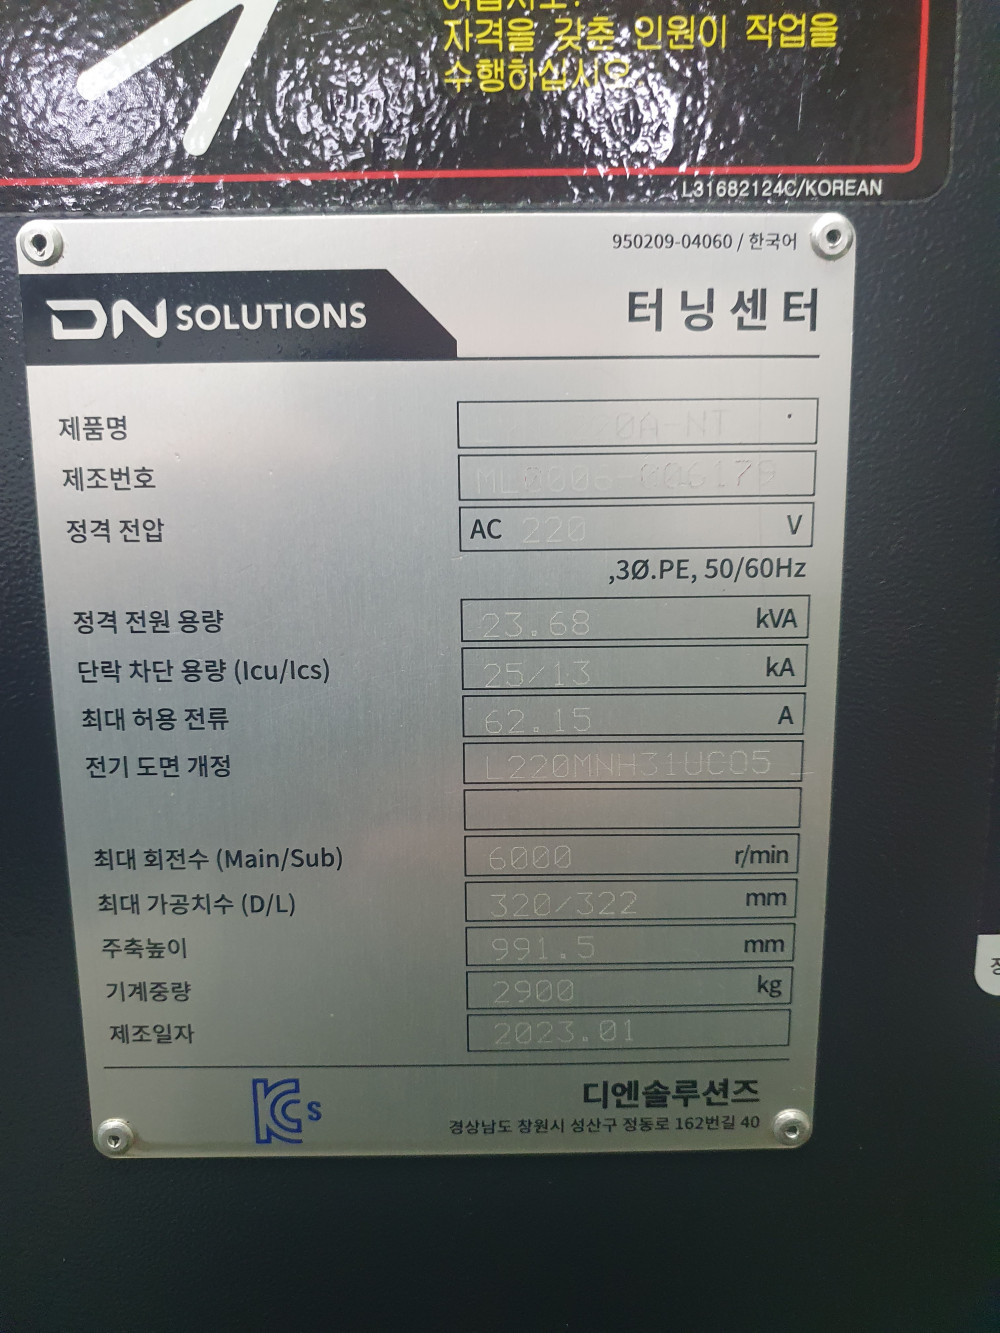 자격을 갖춘 인원이 작업을
수행하십시오.
L31682124C/KOREAN
950209-04060 / 한국어
DN SOLUTIONS
터닝센터
제품명
제조번호
정격 전압 AC 220 V
,3Ø.PE, 50/60Hz
정격 전원 용량 23.68 kVA
단락 차단 용량 (Icu/Ics) 25/13 kA
최대 허용 전류 62.15 A
전기 도면 개정 L220MNH31UC05
최대 회전수 (Main/Sub) 6000 r/min
최대 가공치수 (D/L) 320/322 mm
주축높이 991.5 mm
기계중량 2900 kg
제조일자 2023.01
디엔솔루션즈
경상남도 창원시 성산구 정동로 162번길 40